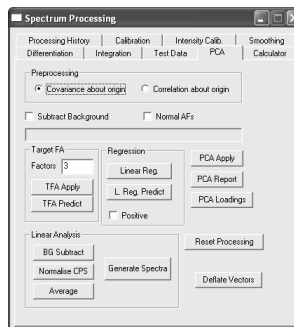 Spectrum Processing
Processing History Calibration Intensity Calib. Smoothing
Differentiation Integration Test Data PCA Calculator
Preprocessing
Covariance about origin Correlation about origin
Subtract Background Normal AFs
Target FA
Factors 3
TFA Apply
TFA Predict
Regression
Linear Reg.
L. Reg. Predict
Positive
PCA Apply
PCA Report
PCA Loadings
Linear Analysis
BG Subtract
Normalise CPS
Average
Generate Spectra
Reset Processing
Deflate Vectors